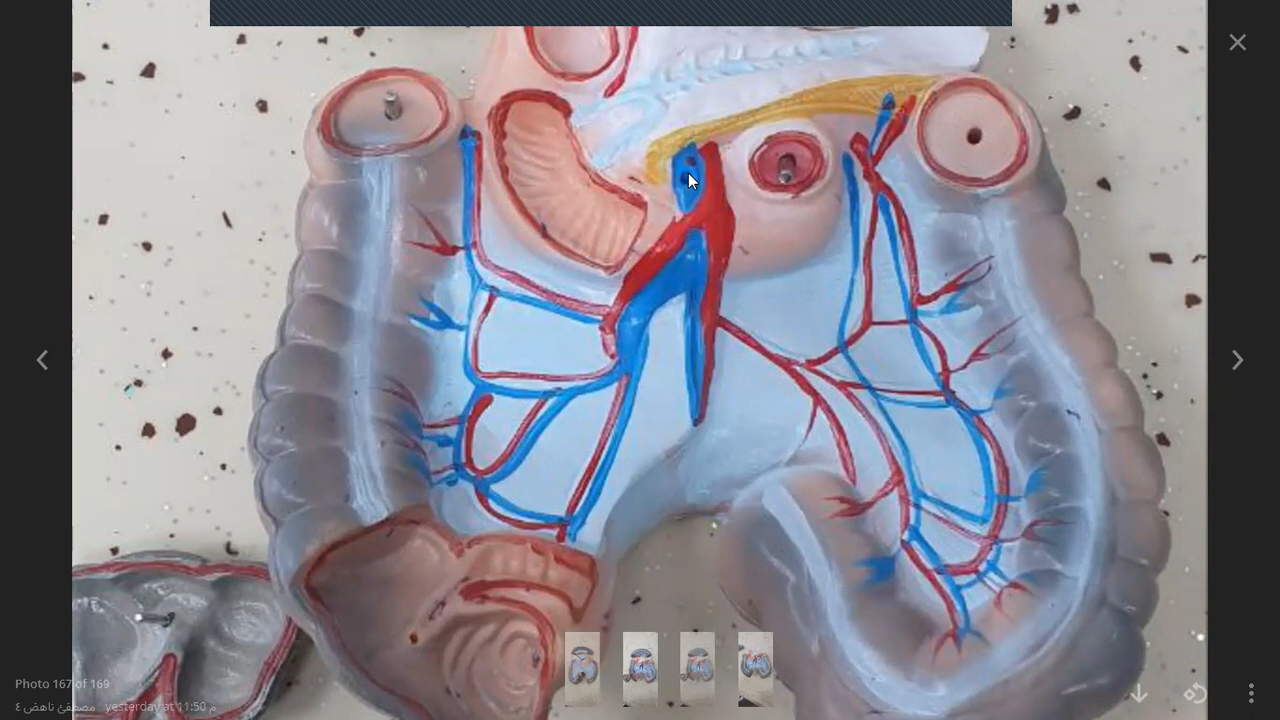 Photo 167 of 169
مصطفى ناهض ٤ yesterday at 11:50 م